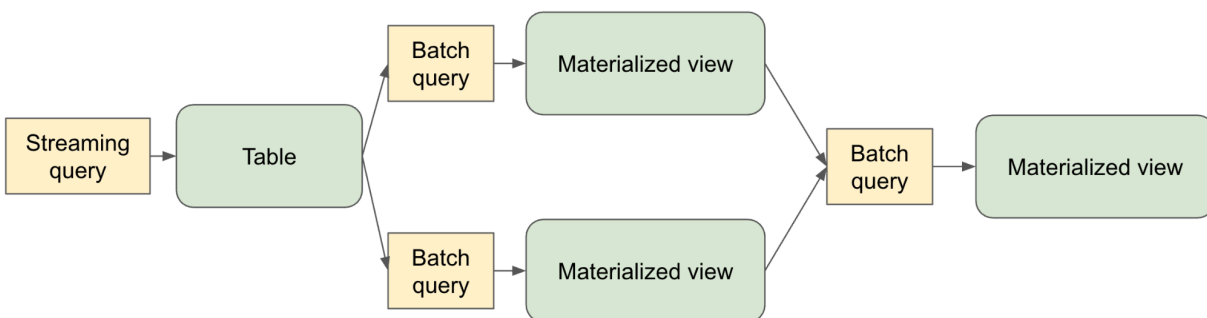 Streaming
query
Table
Batch
query
Materialized view
Batch
query
Materialized view
Batch
query
Materialized view